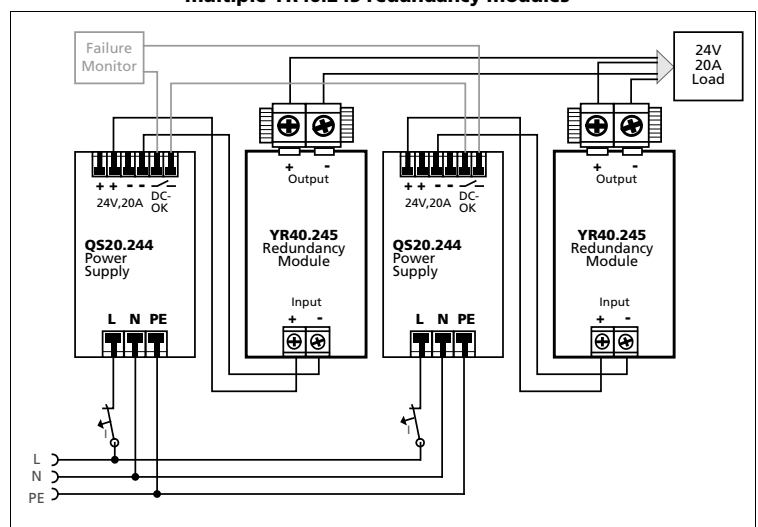 multiple YR40.245 redundancy modules
Failure
Monitor
24V
20A
Load
+ + - -
24V,20A
DC-
OK
QS20.244
Power
Supply
L N PE
+ -
Output
YR40.245
Redundancy
Module
Input
+ -
+ + - -
24V,20A
DC-
OK
QS20.244
Power
Supply
L N PE
+ -
Output
YR40.245
Redundancy
Module
Input
+ -
I
I
L
N
PE